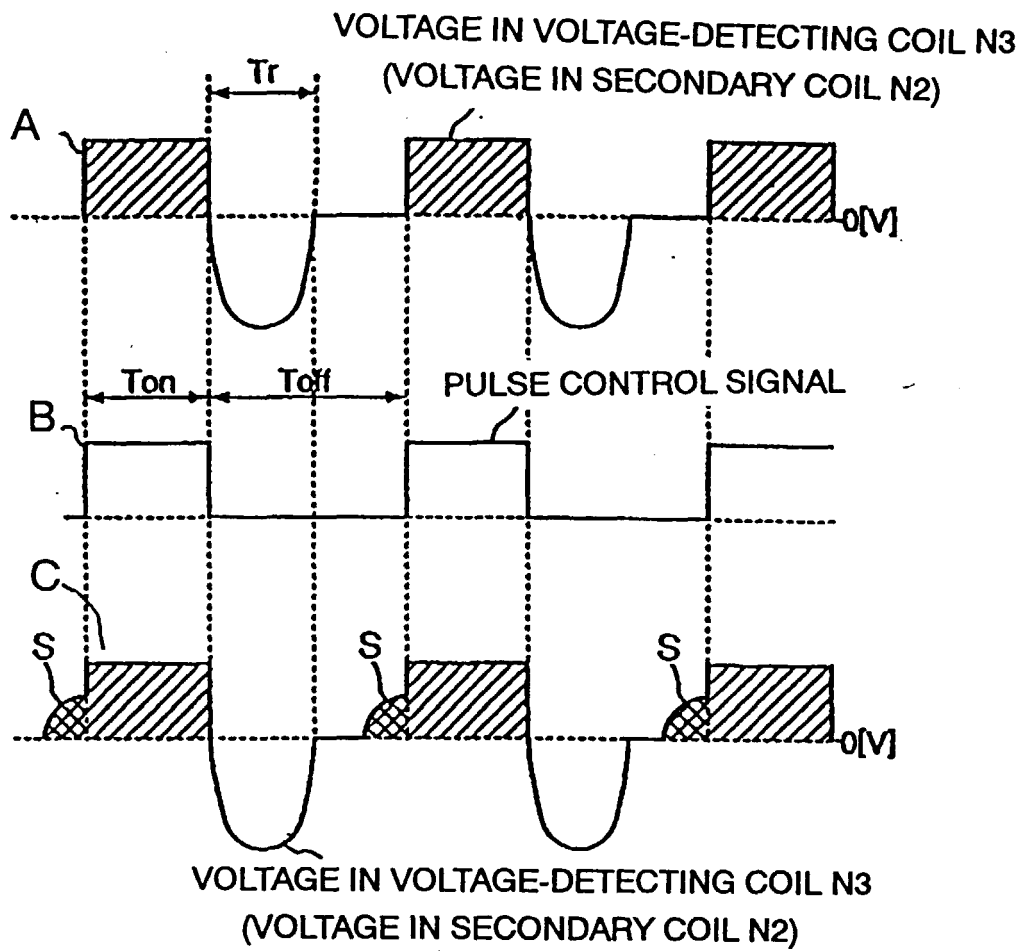 VOLTAGE IN VOLTAGE-DETECTING COIL N3
(VOLTAGE IN SECONDARY COIL N2)
Tr
A
0[V]
Ton
Toff
PULSE CONTROL SIGNAL
B
C
S
S
S
0[V]
VOLTAGE IN VOLTAGE-DETECTING COIL N3
(VOLTAGE IN SECONDARY COIL N2)